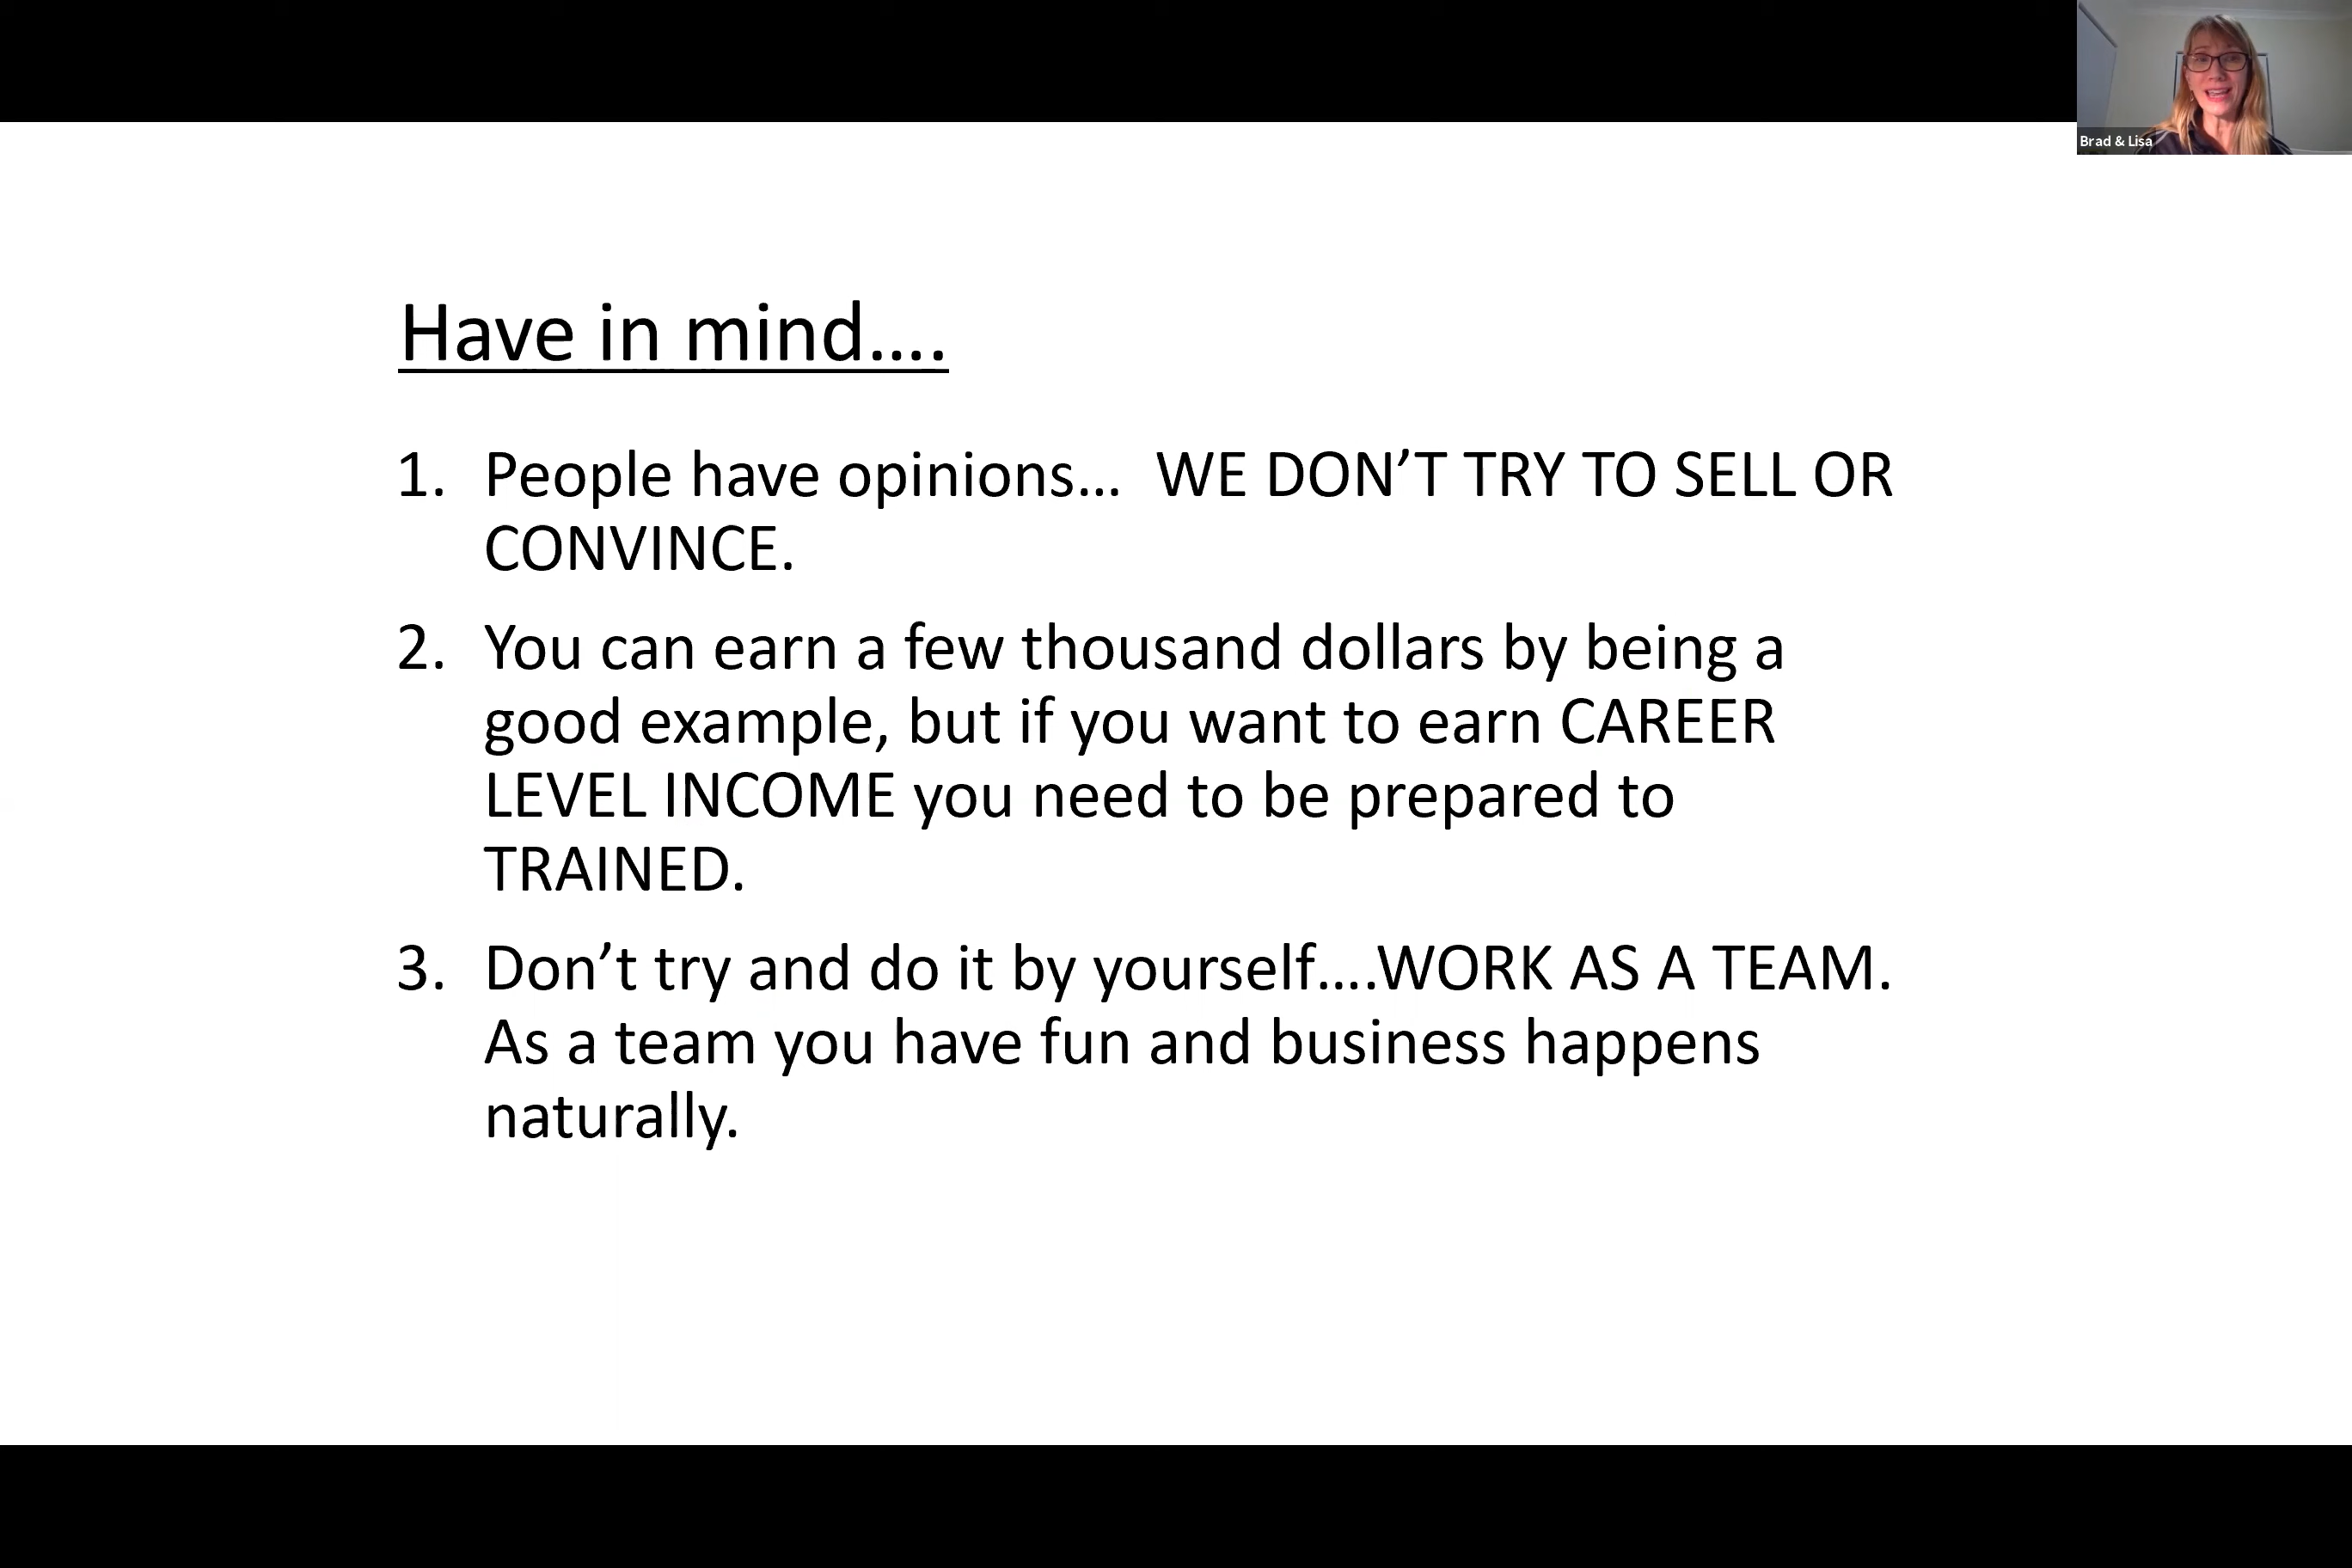 Brad & Lisa
Have in mind....
1. People have opinions... WE DON’T TRY TO SELL OR
CONVINCE.
2. You can earn a few thousand dollars by being a
good example, but if you want to earn CAREER
LEVEL INCOME you need to be prepared to
TRAINED.
3. Don’t try and do it by yourself....WORK AS A TEAM.
As a team you have fun and business happens
naturally.